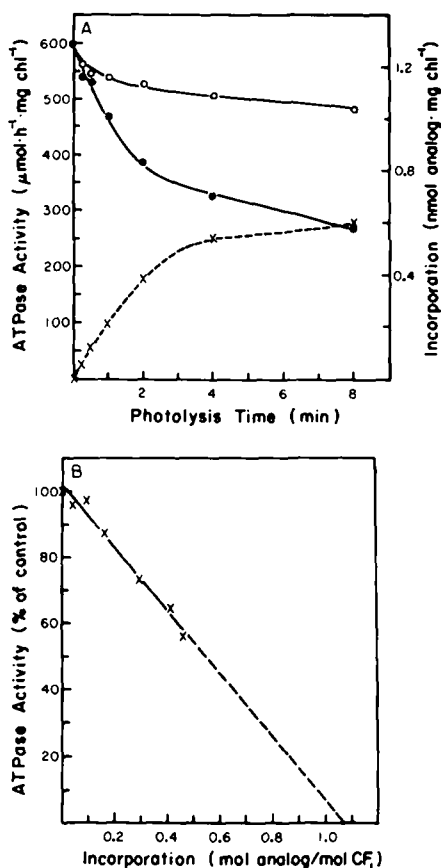 A
600
500
400
300
200
100
ATPase Activity (μmol·h⁻¹·mg chl⁻¹)
1.2
0.8
0.4
Incorporation (nmol analog·mg chl⁻¹)
0 2 4 6 8
Photolysis Time (min)
B
100
80
60
40
20
ATPase Activity (% of control)
0.2 0.4 0.6 0.8 1.0
Incorporation (mol analog/mol CF₁)